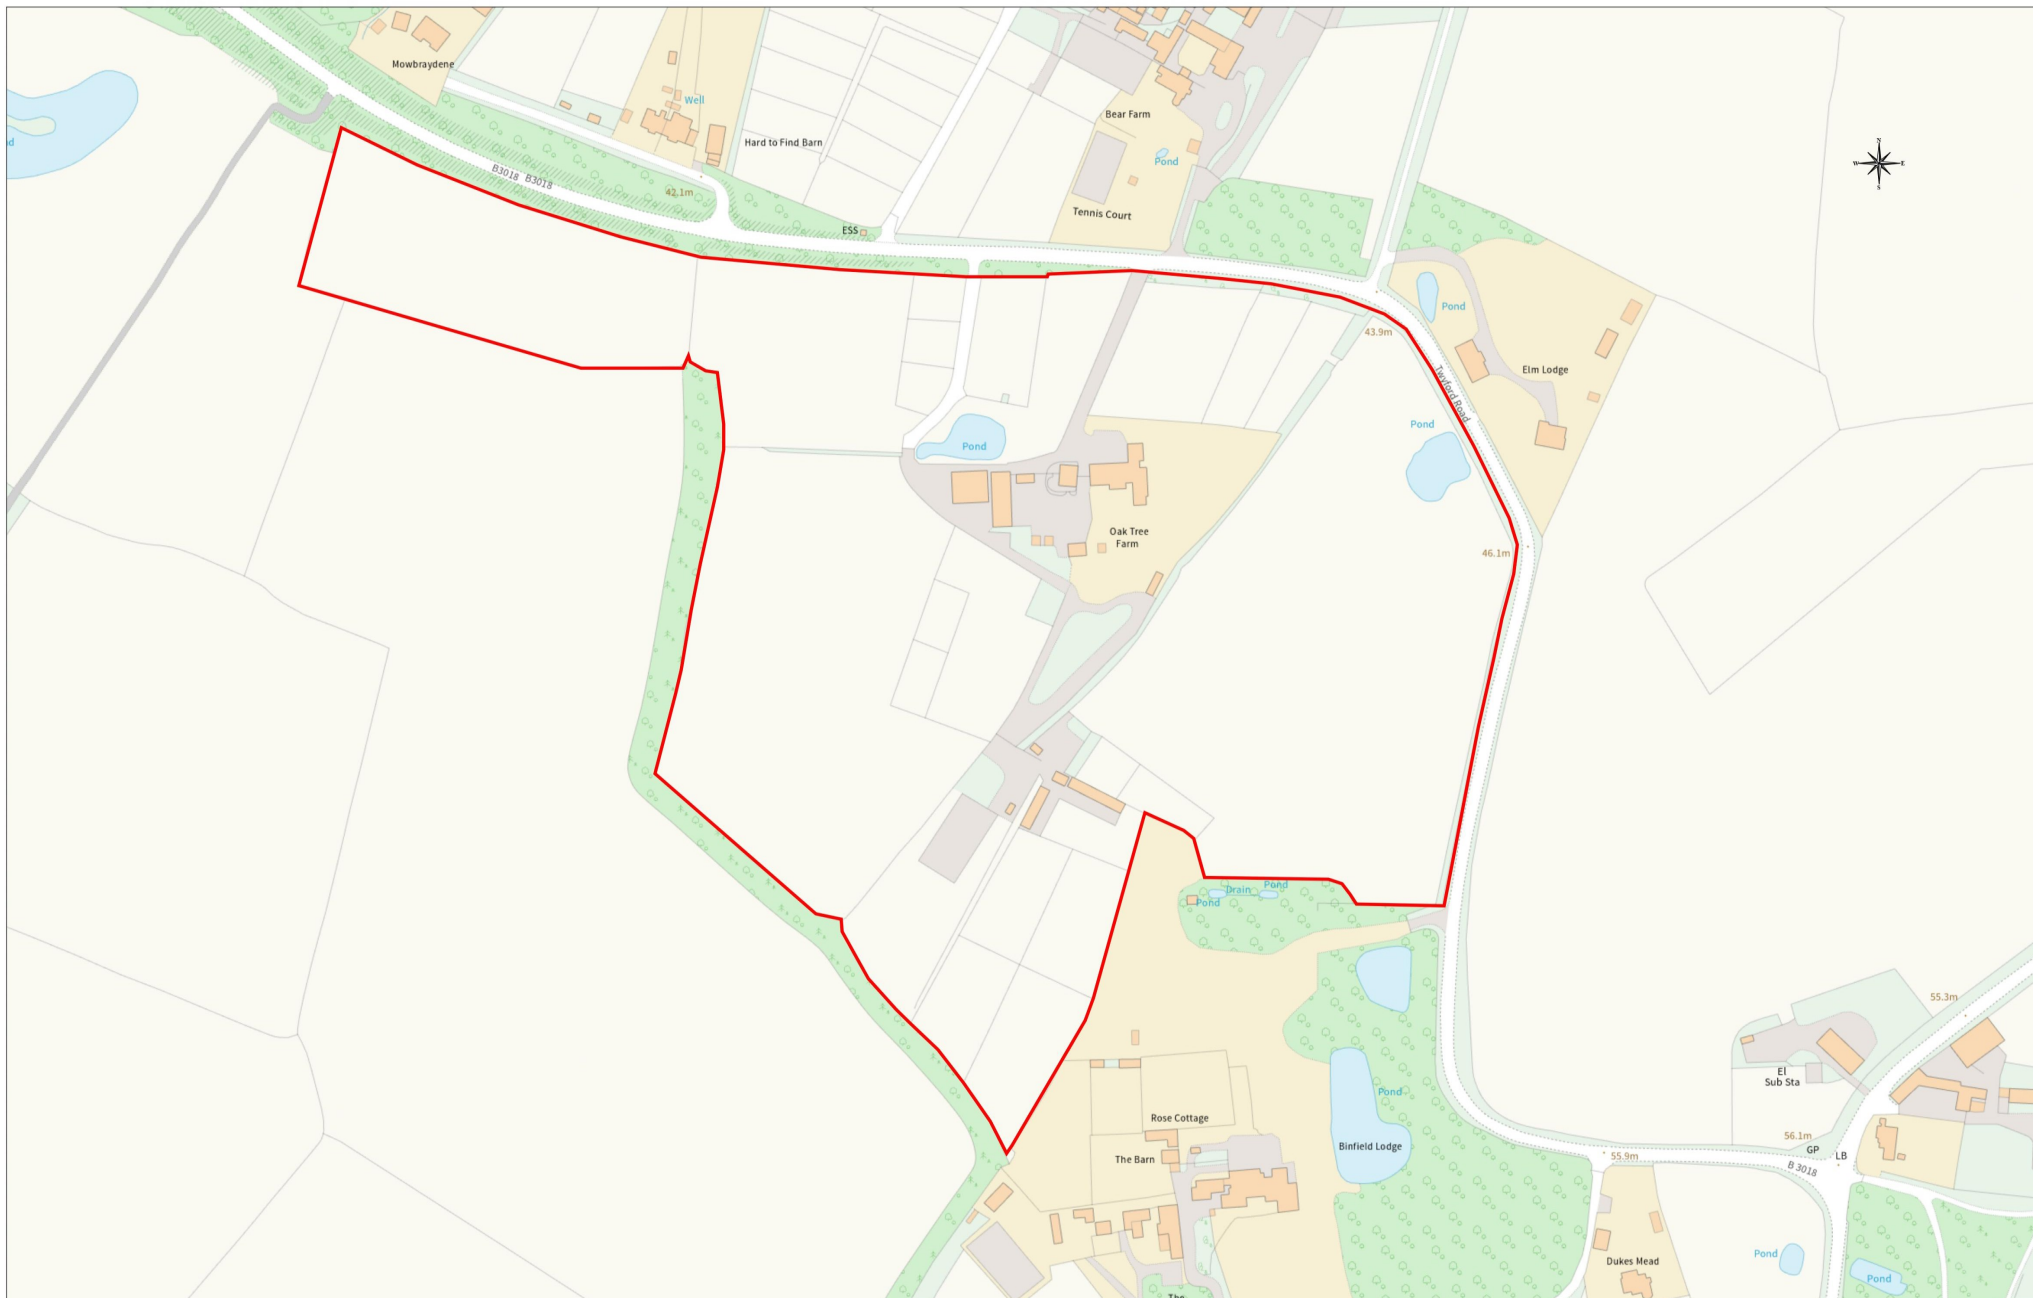 Mowbraydene
Well
Hard to Find Barn
Bear Farm
Pond
N
W
E
S
B3018 B3018
42.1m
Tennis Court
ESS
Pond
43.9m
Elm Lodge
Twyford Road
Pond
Pond
Oak Tree
Farm
46.1m
Drain
Pond
Pond
55.3m
El
Sub Sta
Pond
Rose Cottage
Binfield Lodge
The Barn
56.1m
GP
LB
55.9m
B 3018
Pond
Dukes Mead
Pond
The